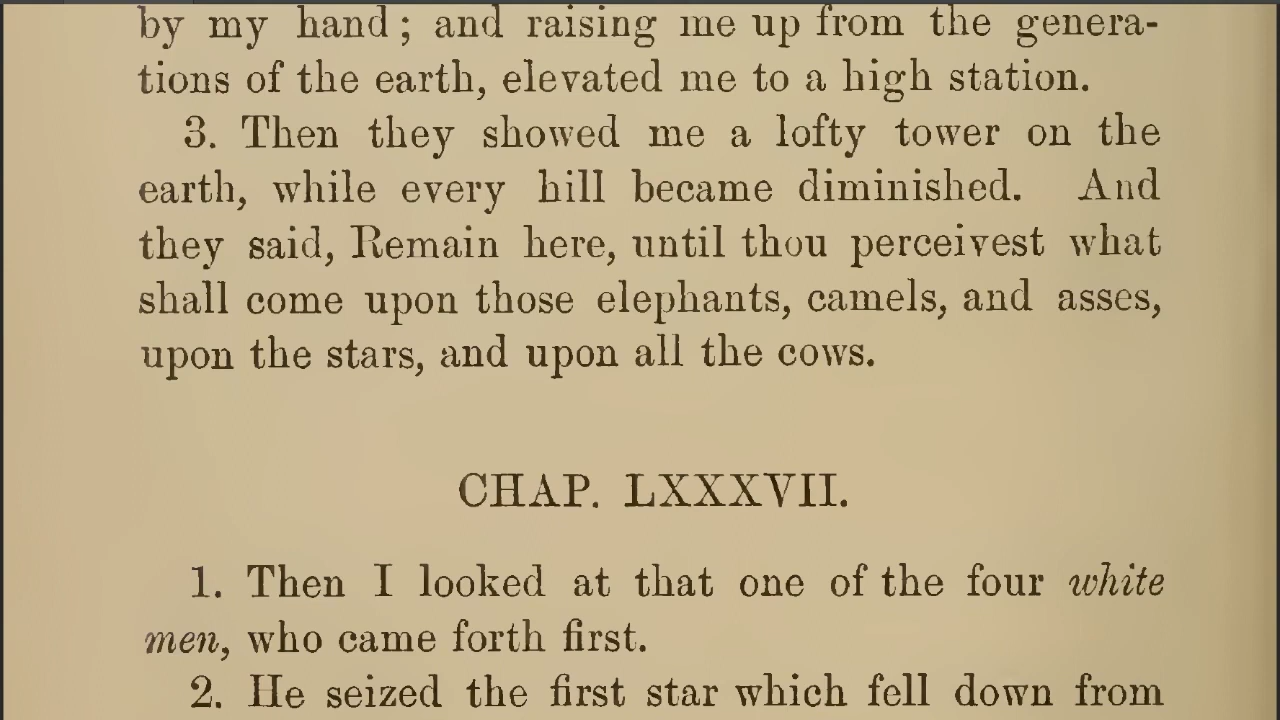 by my hand; and raising me up from the genera-
tions of the earth, elevated me to a high station.
3. Then they showed me a lofty tower on the
earth, while every hill became diminished. And
they said, Remain here, until thou perceivest what
shall come upon those elephants, camels, and asses,
upon the stars, and upon all the cows.
CHAP. LXXXVII.
1. Then I looked at that one of the four white
men, who came forth first.
2. He seized the first star which fell down from